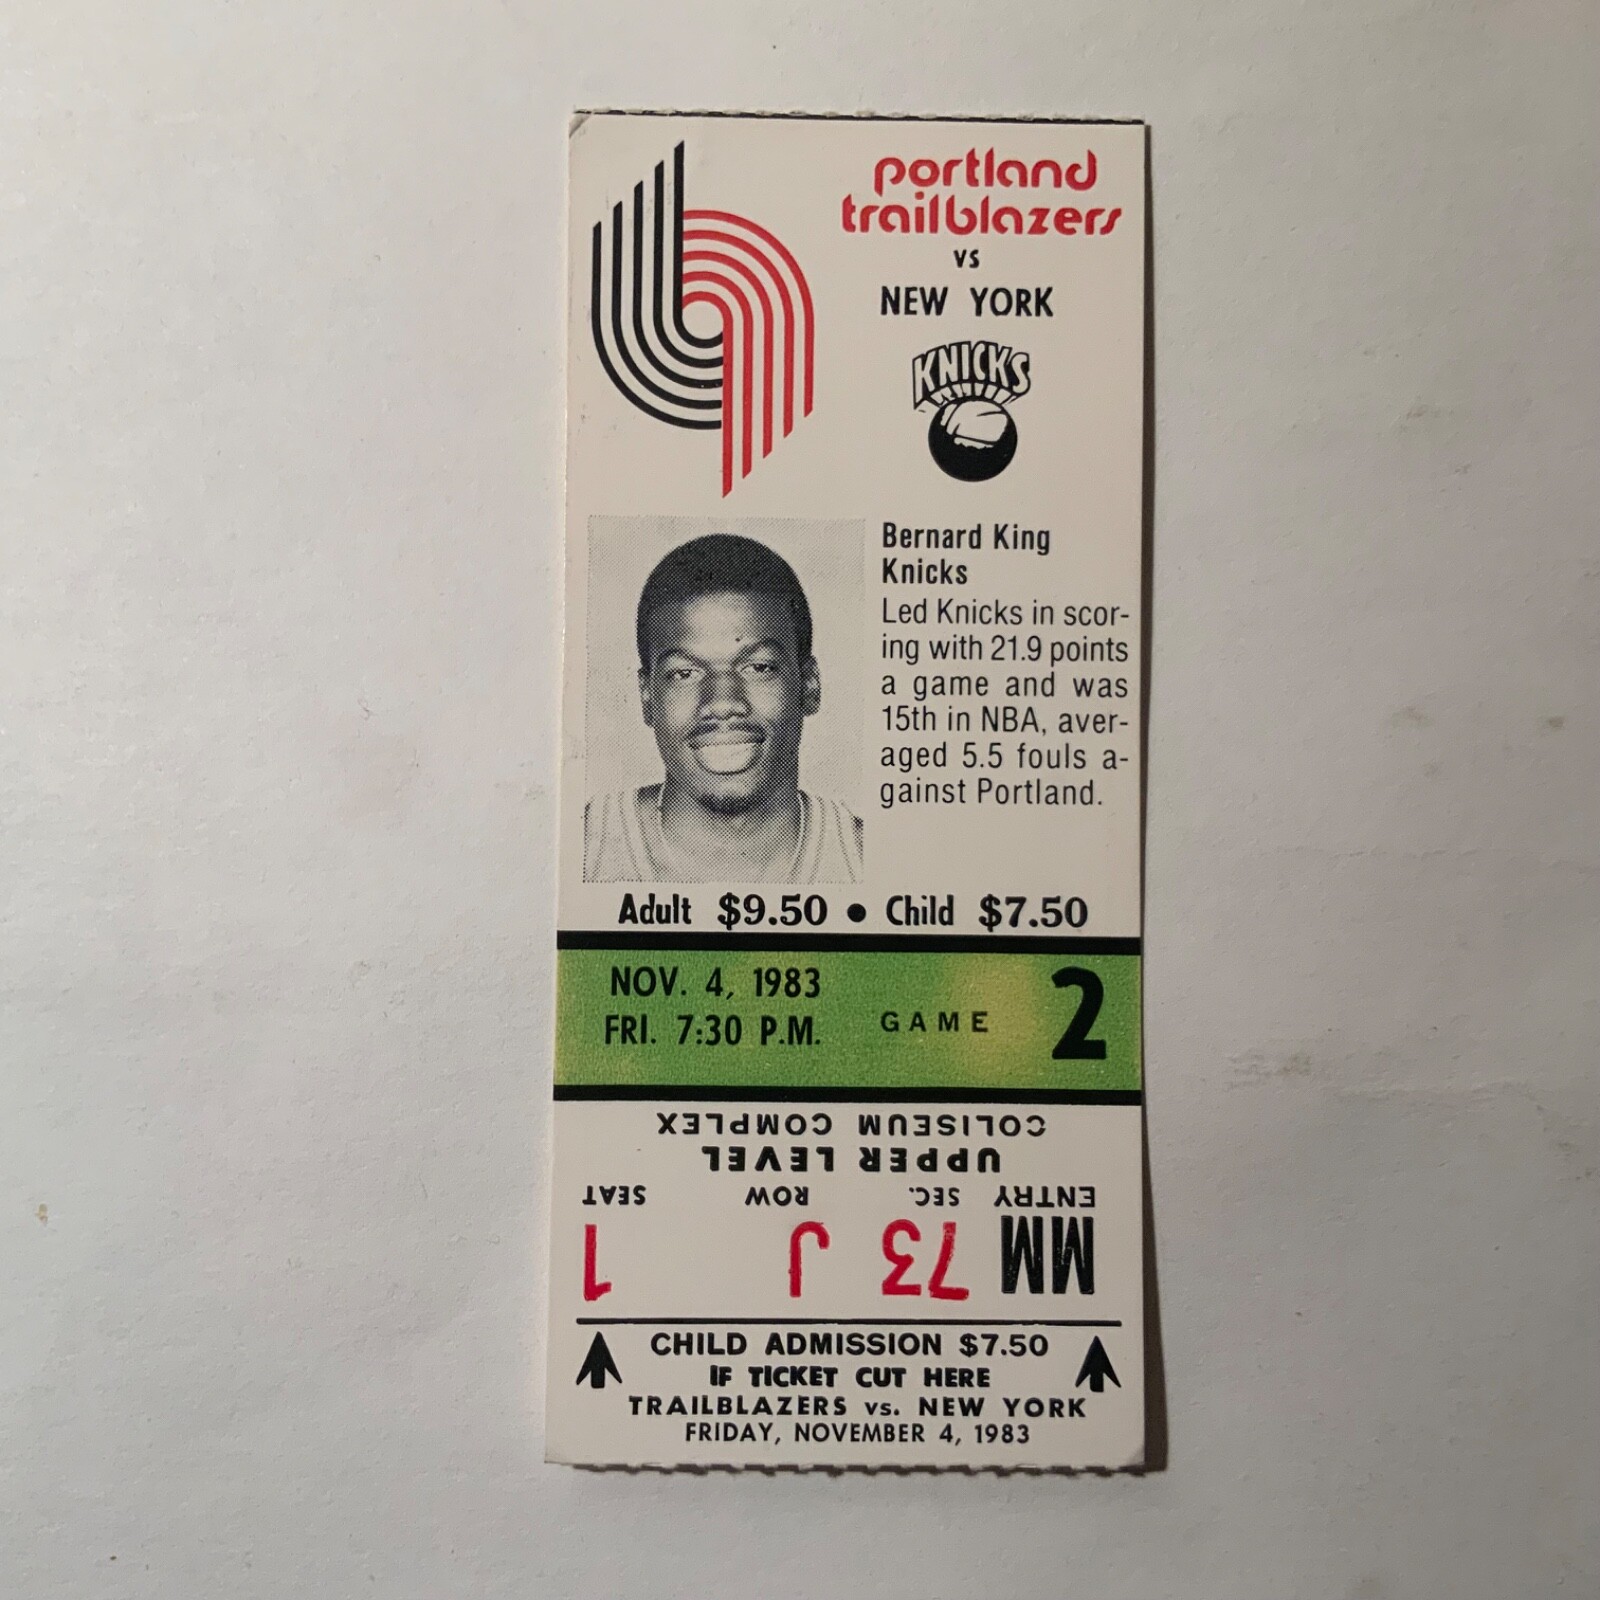 portland
trailblazers
vs
NEW YORK
KNICKS
Bernard King
Knicks
Led Knicks in scor-
ing with 21.9 points
a game and was
15th in NBA, aver-
aged 5.5 fouls a-
gainst Portland.
Adult $9.50 • Child $7.50
NOV. 4, 1983
FRI. 7:30 P.M.
GAME 2
COLISEUM COMPLEX
UPPER LEVEL
ENTRY SEC. ROW SEAT
MM 73 J 1
CHILD ADMISSION $7.50
IF TICKET CUT HERE
TRAILBLAZERS vs. NEW YORK
FRIDAY, NOVEMBER 4, 1983